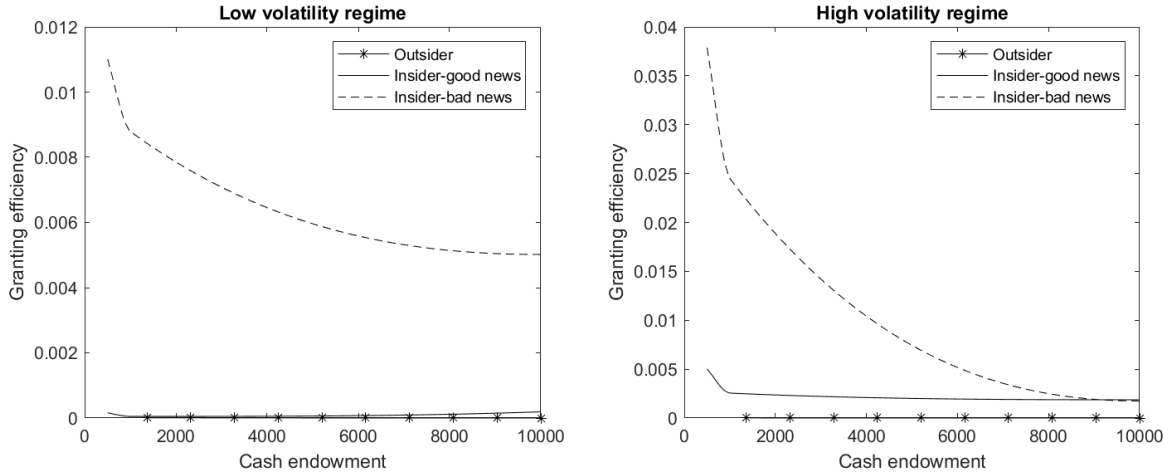 Low volatility regime
0.012
0.01
0.008
0.006
0.004
0.002
0
Granting efficiency
Outsider
Insider-good news
Insider-bad news
0 2000 4000 6000 8000 10000
Cash endowment
High volatility regime
0.04
0.035
0.03
0.025
0.02
0.015
0.01
0.005
0
Granting efficiency
Outsider
Insider-good news
Insider-bad news
0 2000 4000 6000 8000 10000
Cash endowment